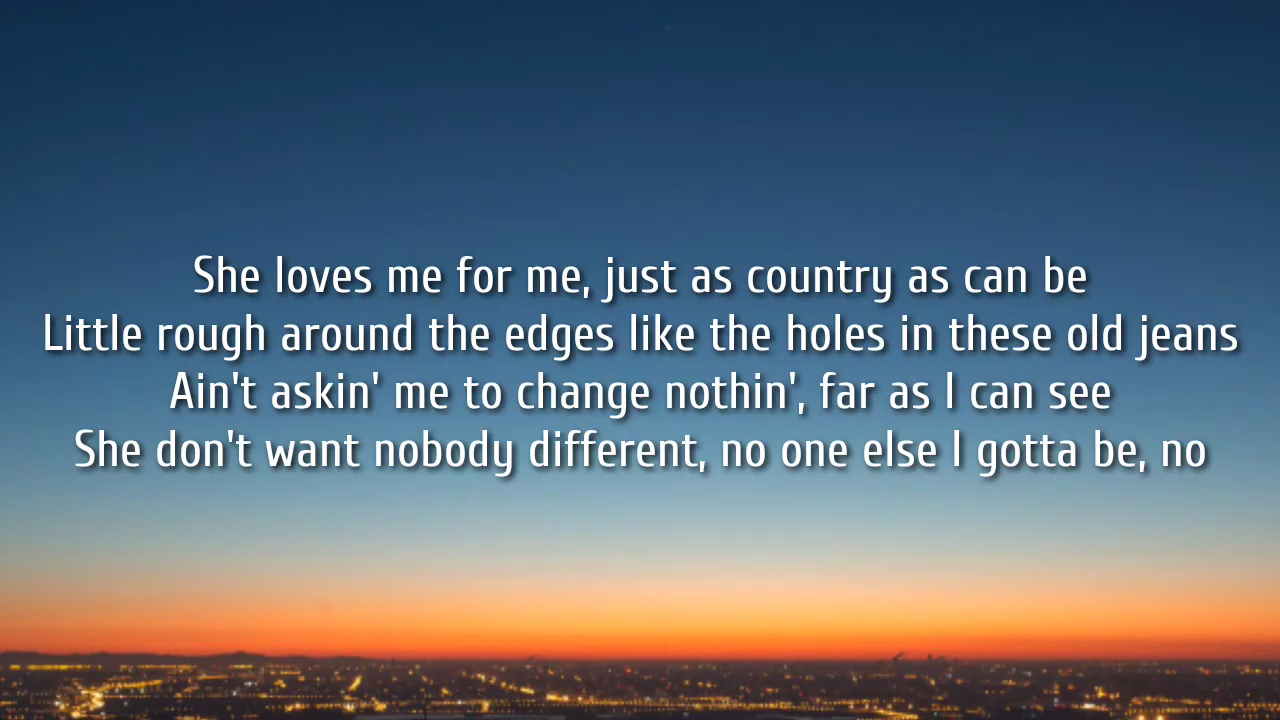 She loves me for me, just as country as can be
Little rough around the edges like the holes in these old jeans
Ain't askin' me to change nothin', far as I can see
She don't want nobody different, no one else I gotta be, no